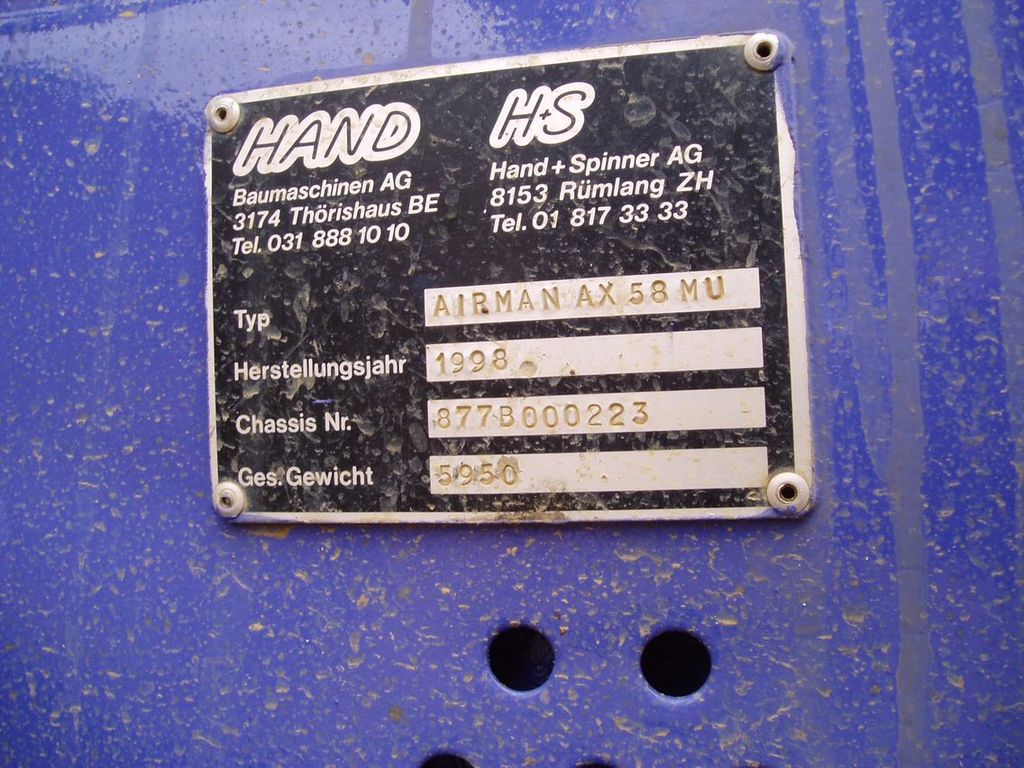 HAND
Baumaschinen AG
3174 Thörishaus BE
Tel. 031 888 10 10
H+S
Hand + Spinner AG
8153 Rümlang ZH
Tel. 01 817 33 33
Typ AIRMAN AX 58 MU
Herstellungsjahr 1998
Chassis Nr. 877B000223
Ges. Gewicht 5950